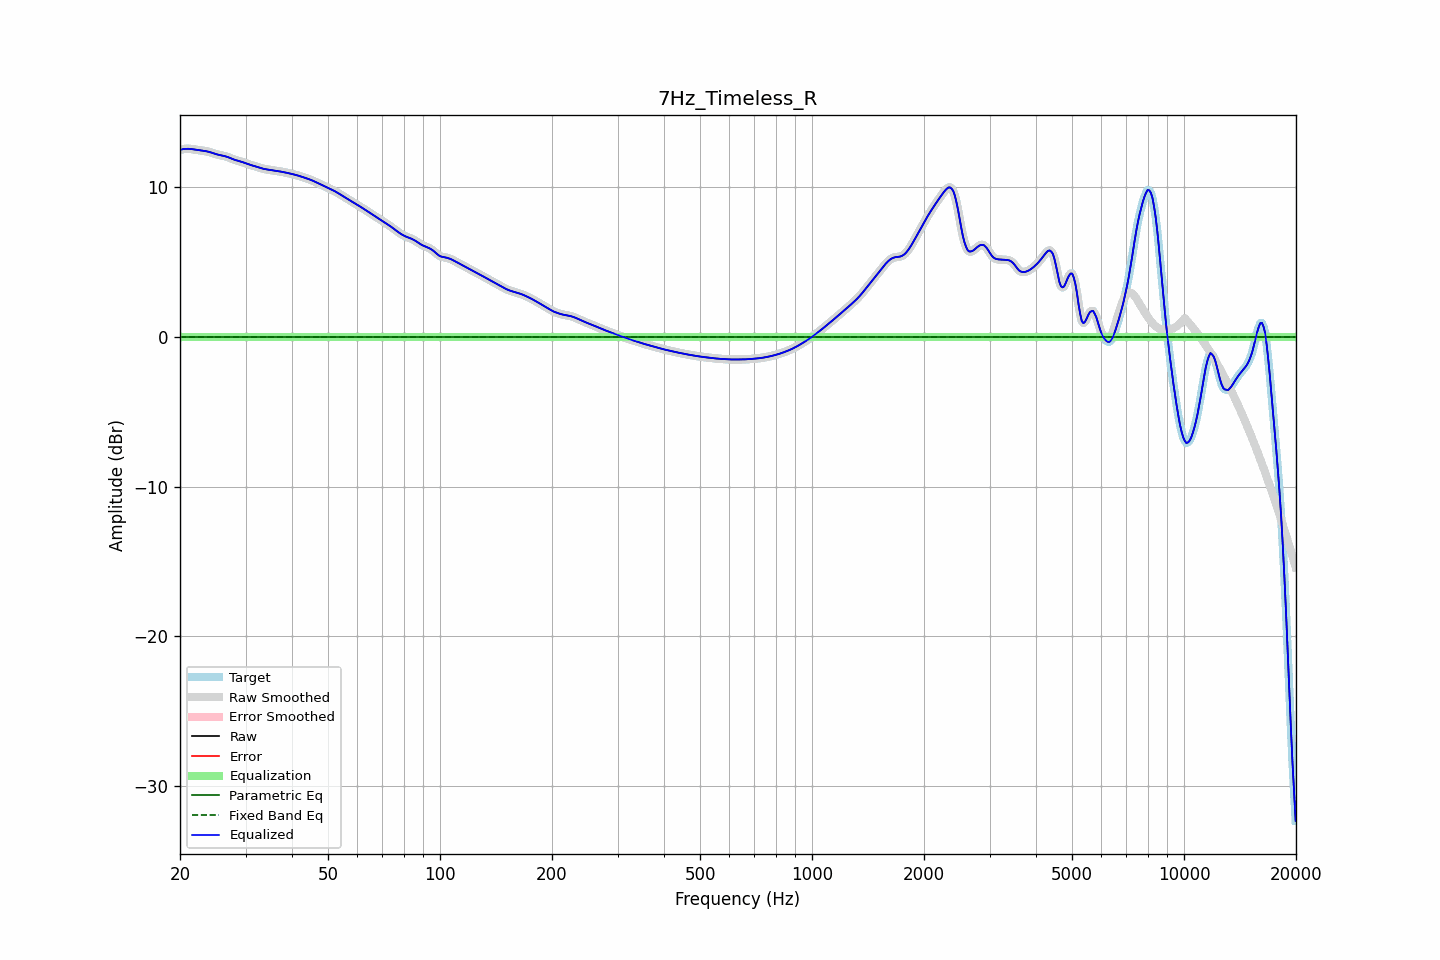 7Hz_Timeless_R
10
0
−10
−20
−30
Amplitude (dBr)
Target
Raw Smoothed
Error Smoothed
Raw
Error
Equalization
Parametric Eq
Fixed Band Eq
Equalized
20 50 100 200 500 1000 2000 5000 10000 20000
Frequency (Hz)